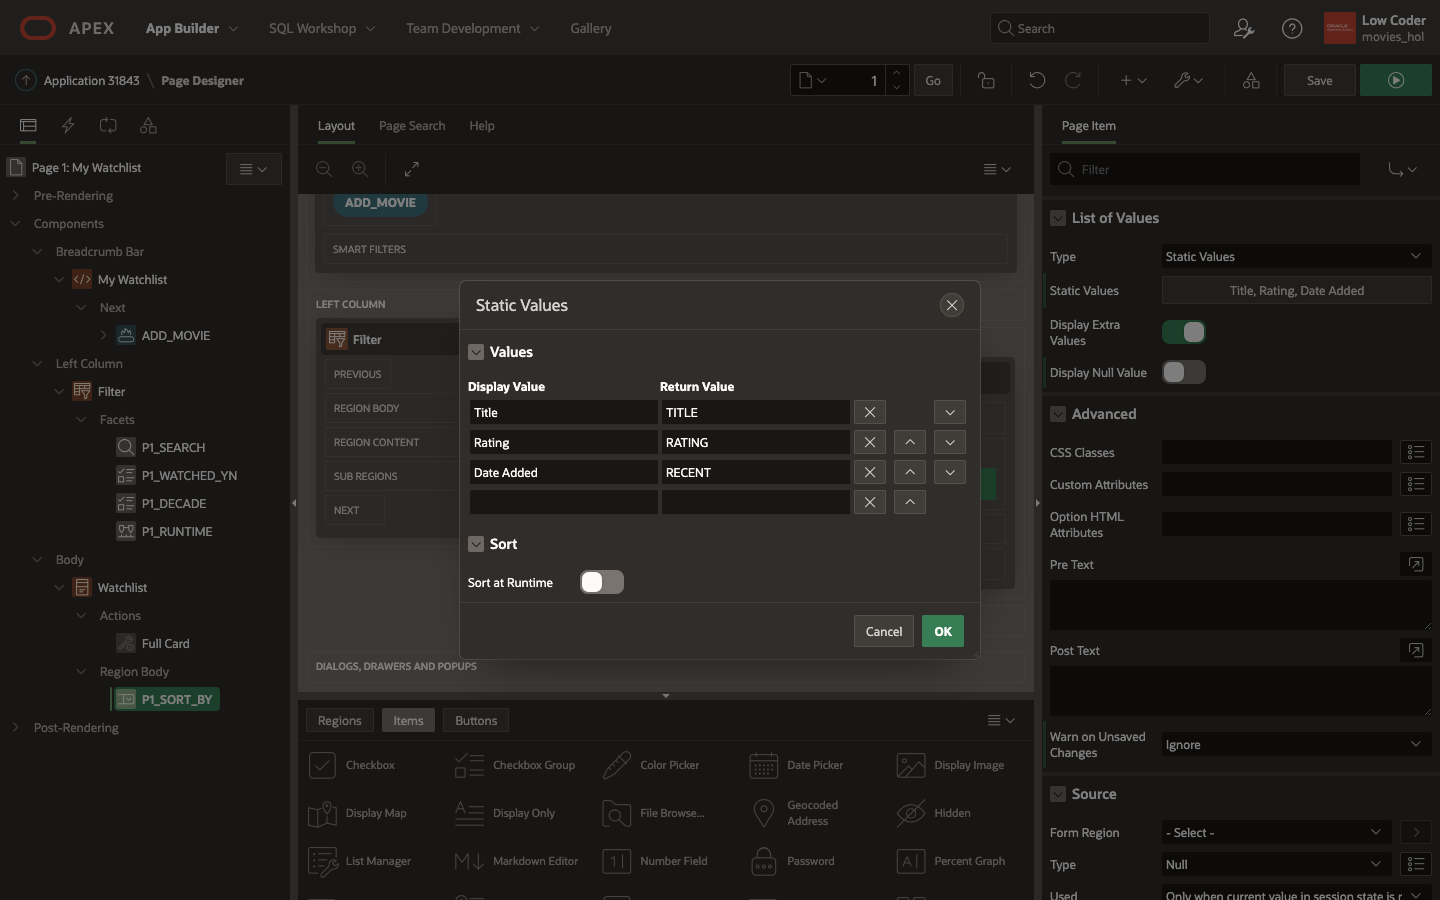 APEX
App Builder
SQL Workshop
Team Development
Gallery
Search
Low Coder
movies_hol
Application 31843 \ Page Designer
1
Go
Save
Page 1: My Watchlist
Pre-Rendering
Components
Breadcrumb Bar
My Watchlist
Next
ADD_MOVIE
Left Column
Filter
Facets
P1_SEARCH
P1_WATCHED_YN
P1_DECADE
P1_RUNTIME
Body
Watchlist
Actions
Full Card
Region Body
P1_SORT_BY
Post-Rendering
Layout
Page Search
Help
ADD_MOVIE
SMART FILTERS
LEFT COLUMN
Filter
PREVIOUS
REGION BODY
REGION CONTENT
SUB REGIONS
NEXT
DIALOGS, DRAWERS AND POPUPS
Static Values
Values
Display Value Return Value
Title TITLE
Rating RATING
Date Added RECENT
Sort
Sort at Runtime
Cancel
OK
Regions
Items
Buttons
Checkbox
Checkbox Group
Color Picker
Date Picker
Display Image
Display Map
Display Only
File Browse...
Geocoded
Address
Hidden
List Manager
Markdown Editor
Number Field
Password
Percent Graph
Page Item
Filter
List of Values
Type Static Values
Static Values Title, Rating, Date Added
Display Extra
Values
Display Null Value
Advanced
CSS Classes
Custom Attributes
Option HTML
Attributes
Pre Text
Post Text
Warn on Unsaved
Changes
Ignore
Source
Form Region - Select -
Type Null
Used Only when current value in session state is